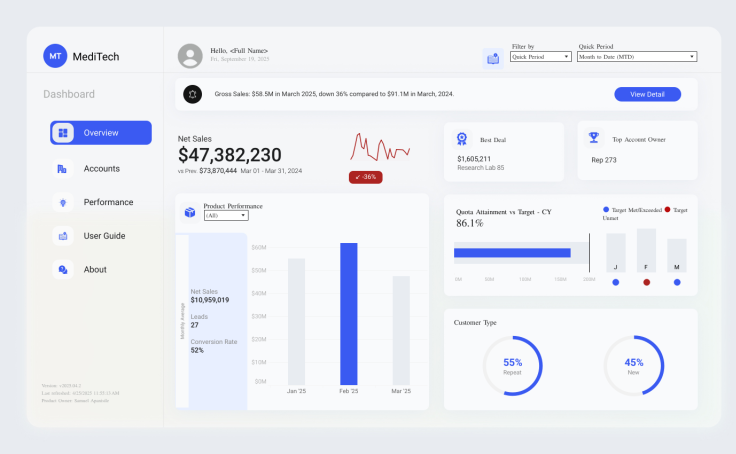 MT
MediTech
Dashboard
Overview
Accounts
Performance
User Guide
About
Version: v2025.04.2
Last refreshed: 4/25/2025 11:55:13 AM
Hello, <Full Name>
Fri, September 19, 2025
Filter by
Quick Period
Quick Period
Month to Date (MTD)
Gross Sales: $58.5M in March 2025, down 36% compared to $91.1M in March, 2024.
View Detail
Net Sales
$47,382,230
vs Prev. $73,870,444 Mar 01 - Mar 31, 2024
✓ -36%
Best Deal
$1,605,211
Research Lab 85
Top Account Owner
Rep 273
Product Performance
(All)
Monthly Average
Net Sales
$10,959,019
Leads
27
Conversion Rate
52%
$60M
$50M
$40M
$30M
$20M
$10M
$0M
Jan '25
Feb '25
Mar '25
Quota Attainment vs Target - CY
86.1%
Target Met/Exceeded
Target Unmet
0M
50M
100M
150M
200M
J
F
M
Customer Type
55%
Repeat
45%
New